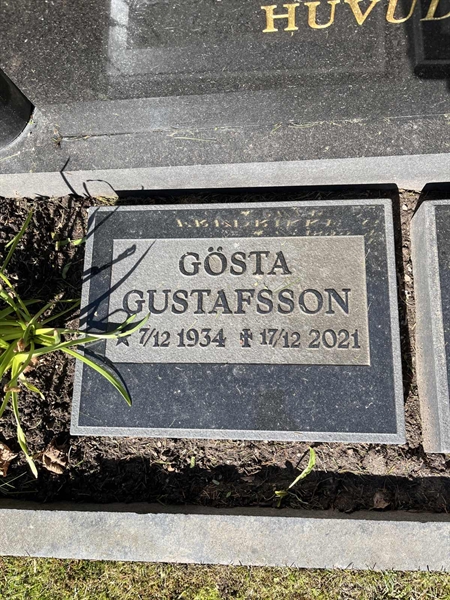 HUVUD
GÖSTA
GUSTAFSSON
* 7/12 1934 ✝ 17/12 2021